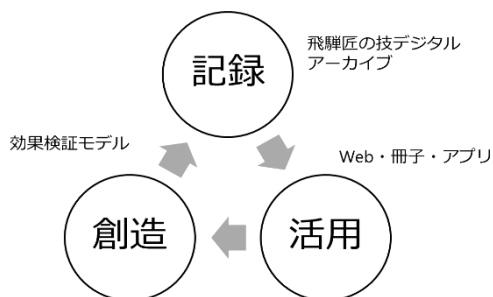 記録
飛騨匠の技デジタル
アーカイブ
効果検証モデル
Web・冊子・アプリ
創造
活用